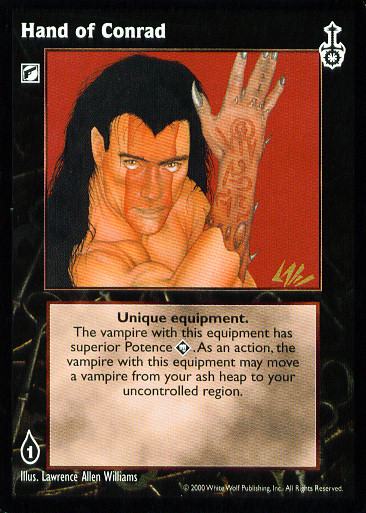 Hand of Conrad
LAW
Unique equipment.
The vampire with this equipment has
superior Potence . As an action, the
vampire with this equipment may move
a vampire from your ash heap to your
uncontrolled region.
1
Illus. Lawrence Allen Williams
© 2000 White Wolf Publishing, Inc. All Rights Reserved.